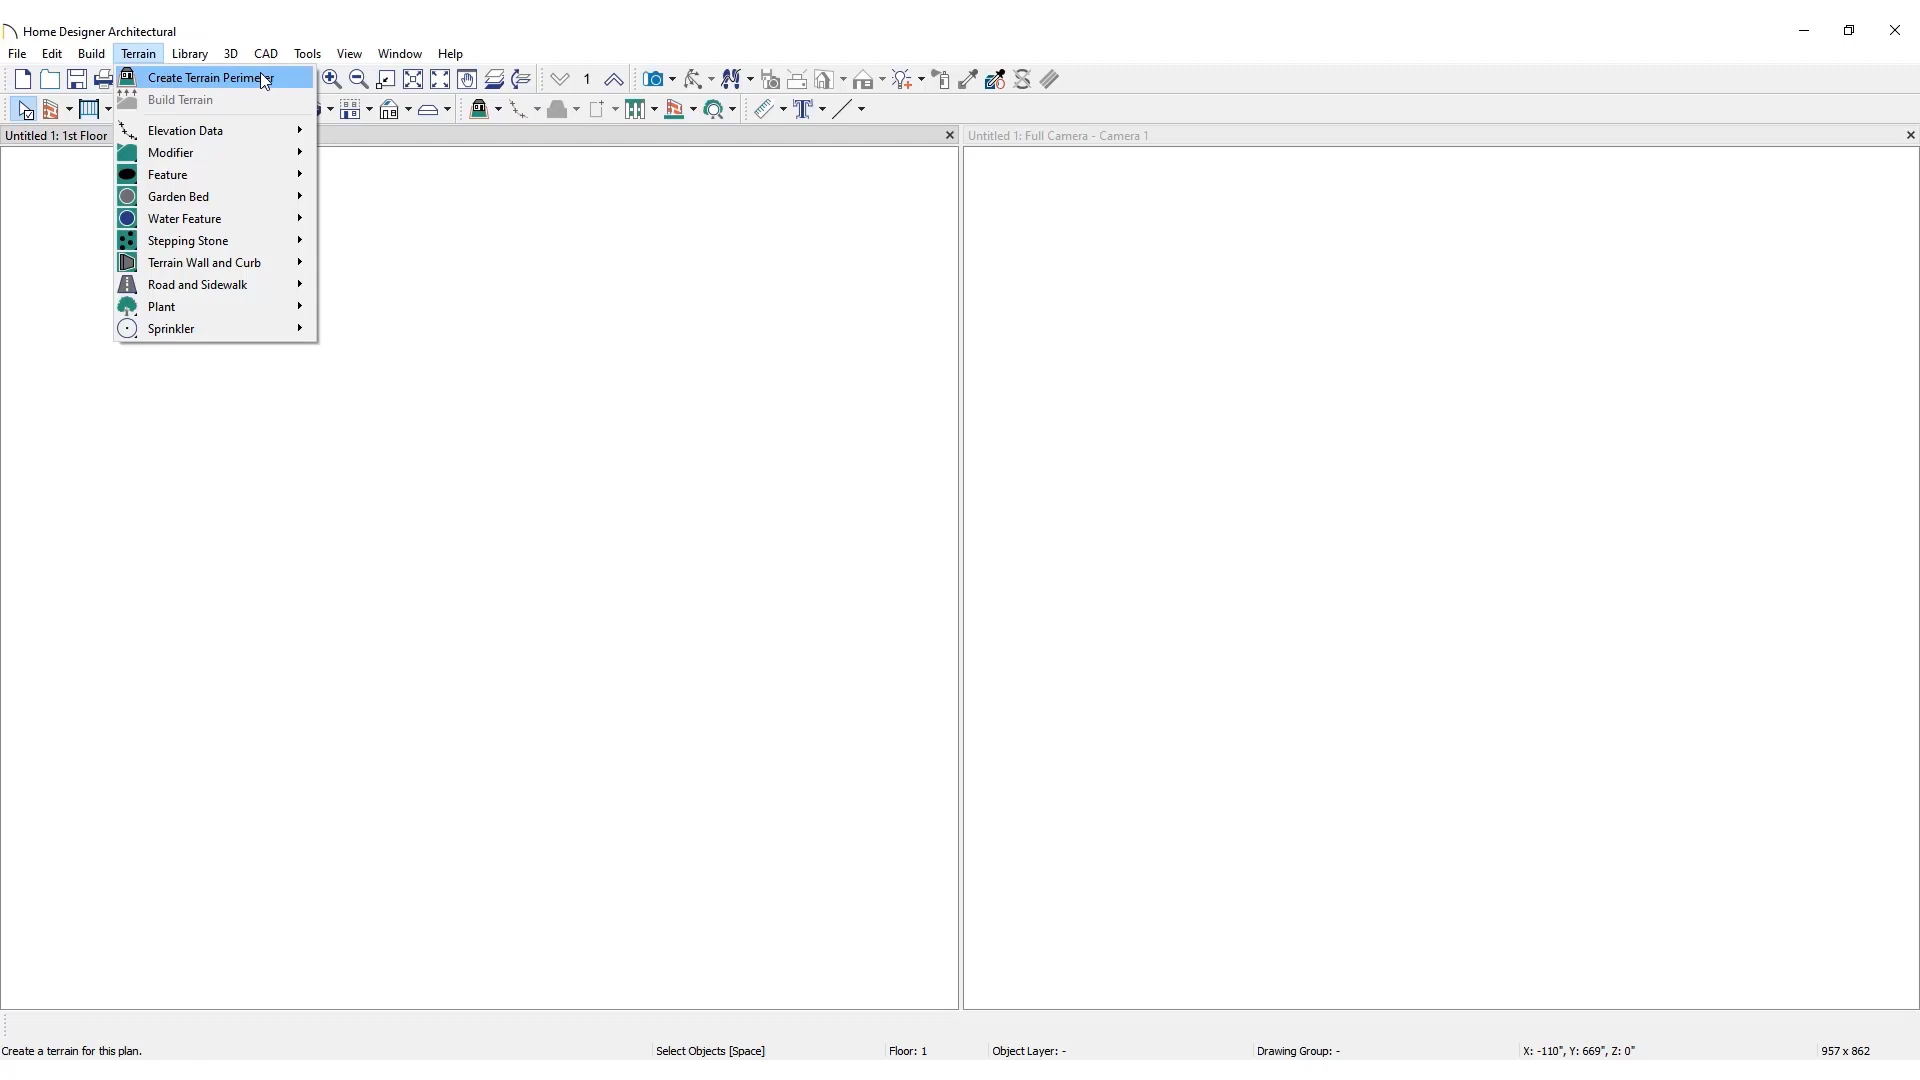 Home Designer Architectural
File Edit Build Terrain Library 3D CAD Tools View Window Help
Create Terrain Perimeter
1
Build Terrain
Untitled 1: 1st Floor
Untitled 1: Full Camera - Camera 1
Elevation Data
Modifier
Feature
Garden Bed
Water Feature
Stepping Stone
Terrain Wall and Curb
Road and Sidewalk
Plant
Sprinkler
Create a terrain for this plan.
Select Objects [Space]
Floor: 1
Object Layer: -
Drawing Group: -
X: -110", Y: 669", Z: 0"
957 x 862